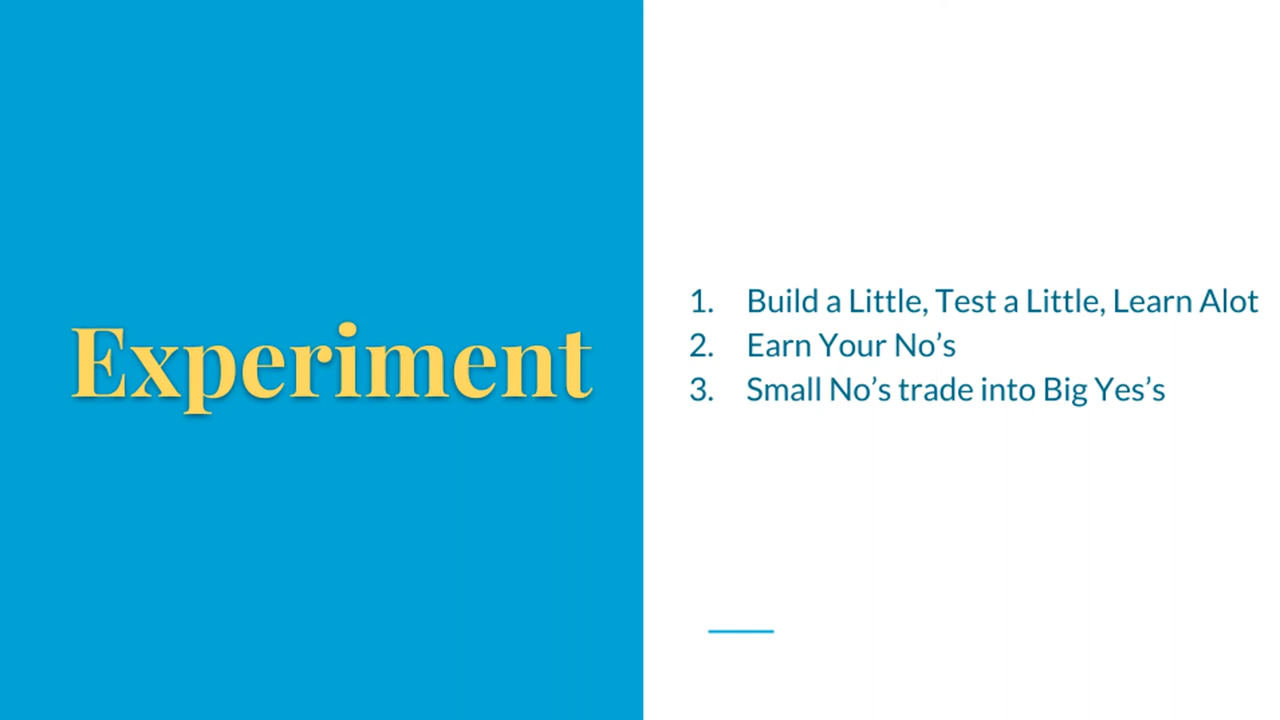 Experiment
1. Build a Little, Test a Little, Learn Alot
2. Earn Your No’s
3. Small No’s trade into Big Yes’s